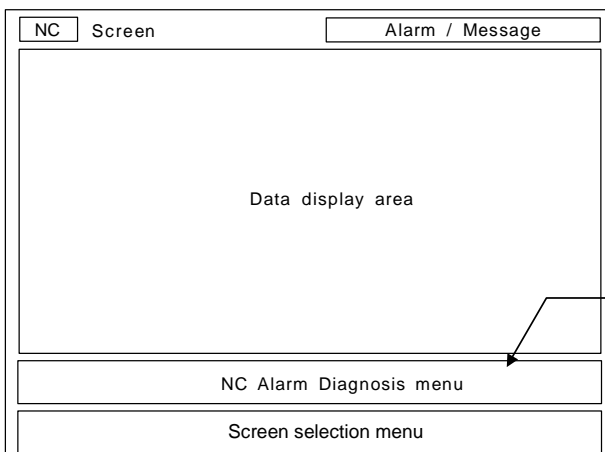 NC Screen Alarm / Message
Data display area
NC Alarm Diagnosis menu
Screen selection menu